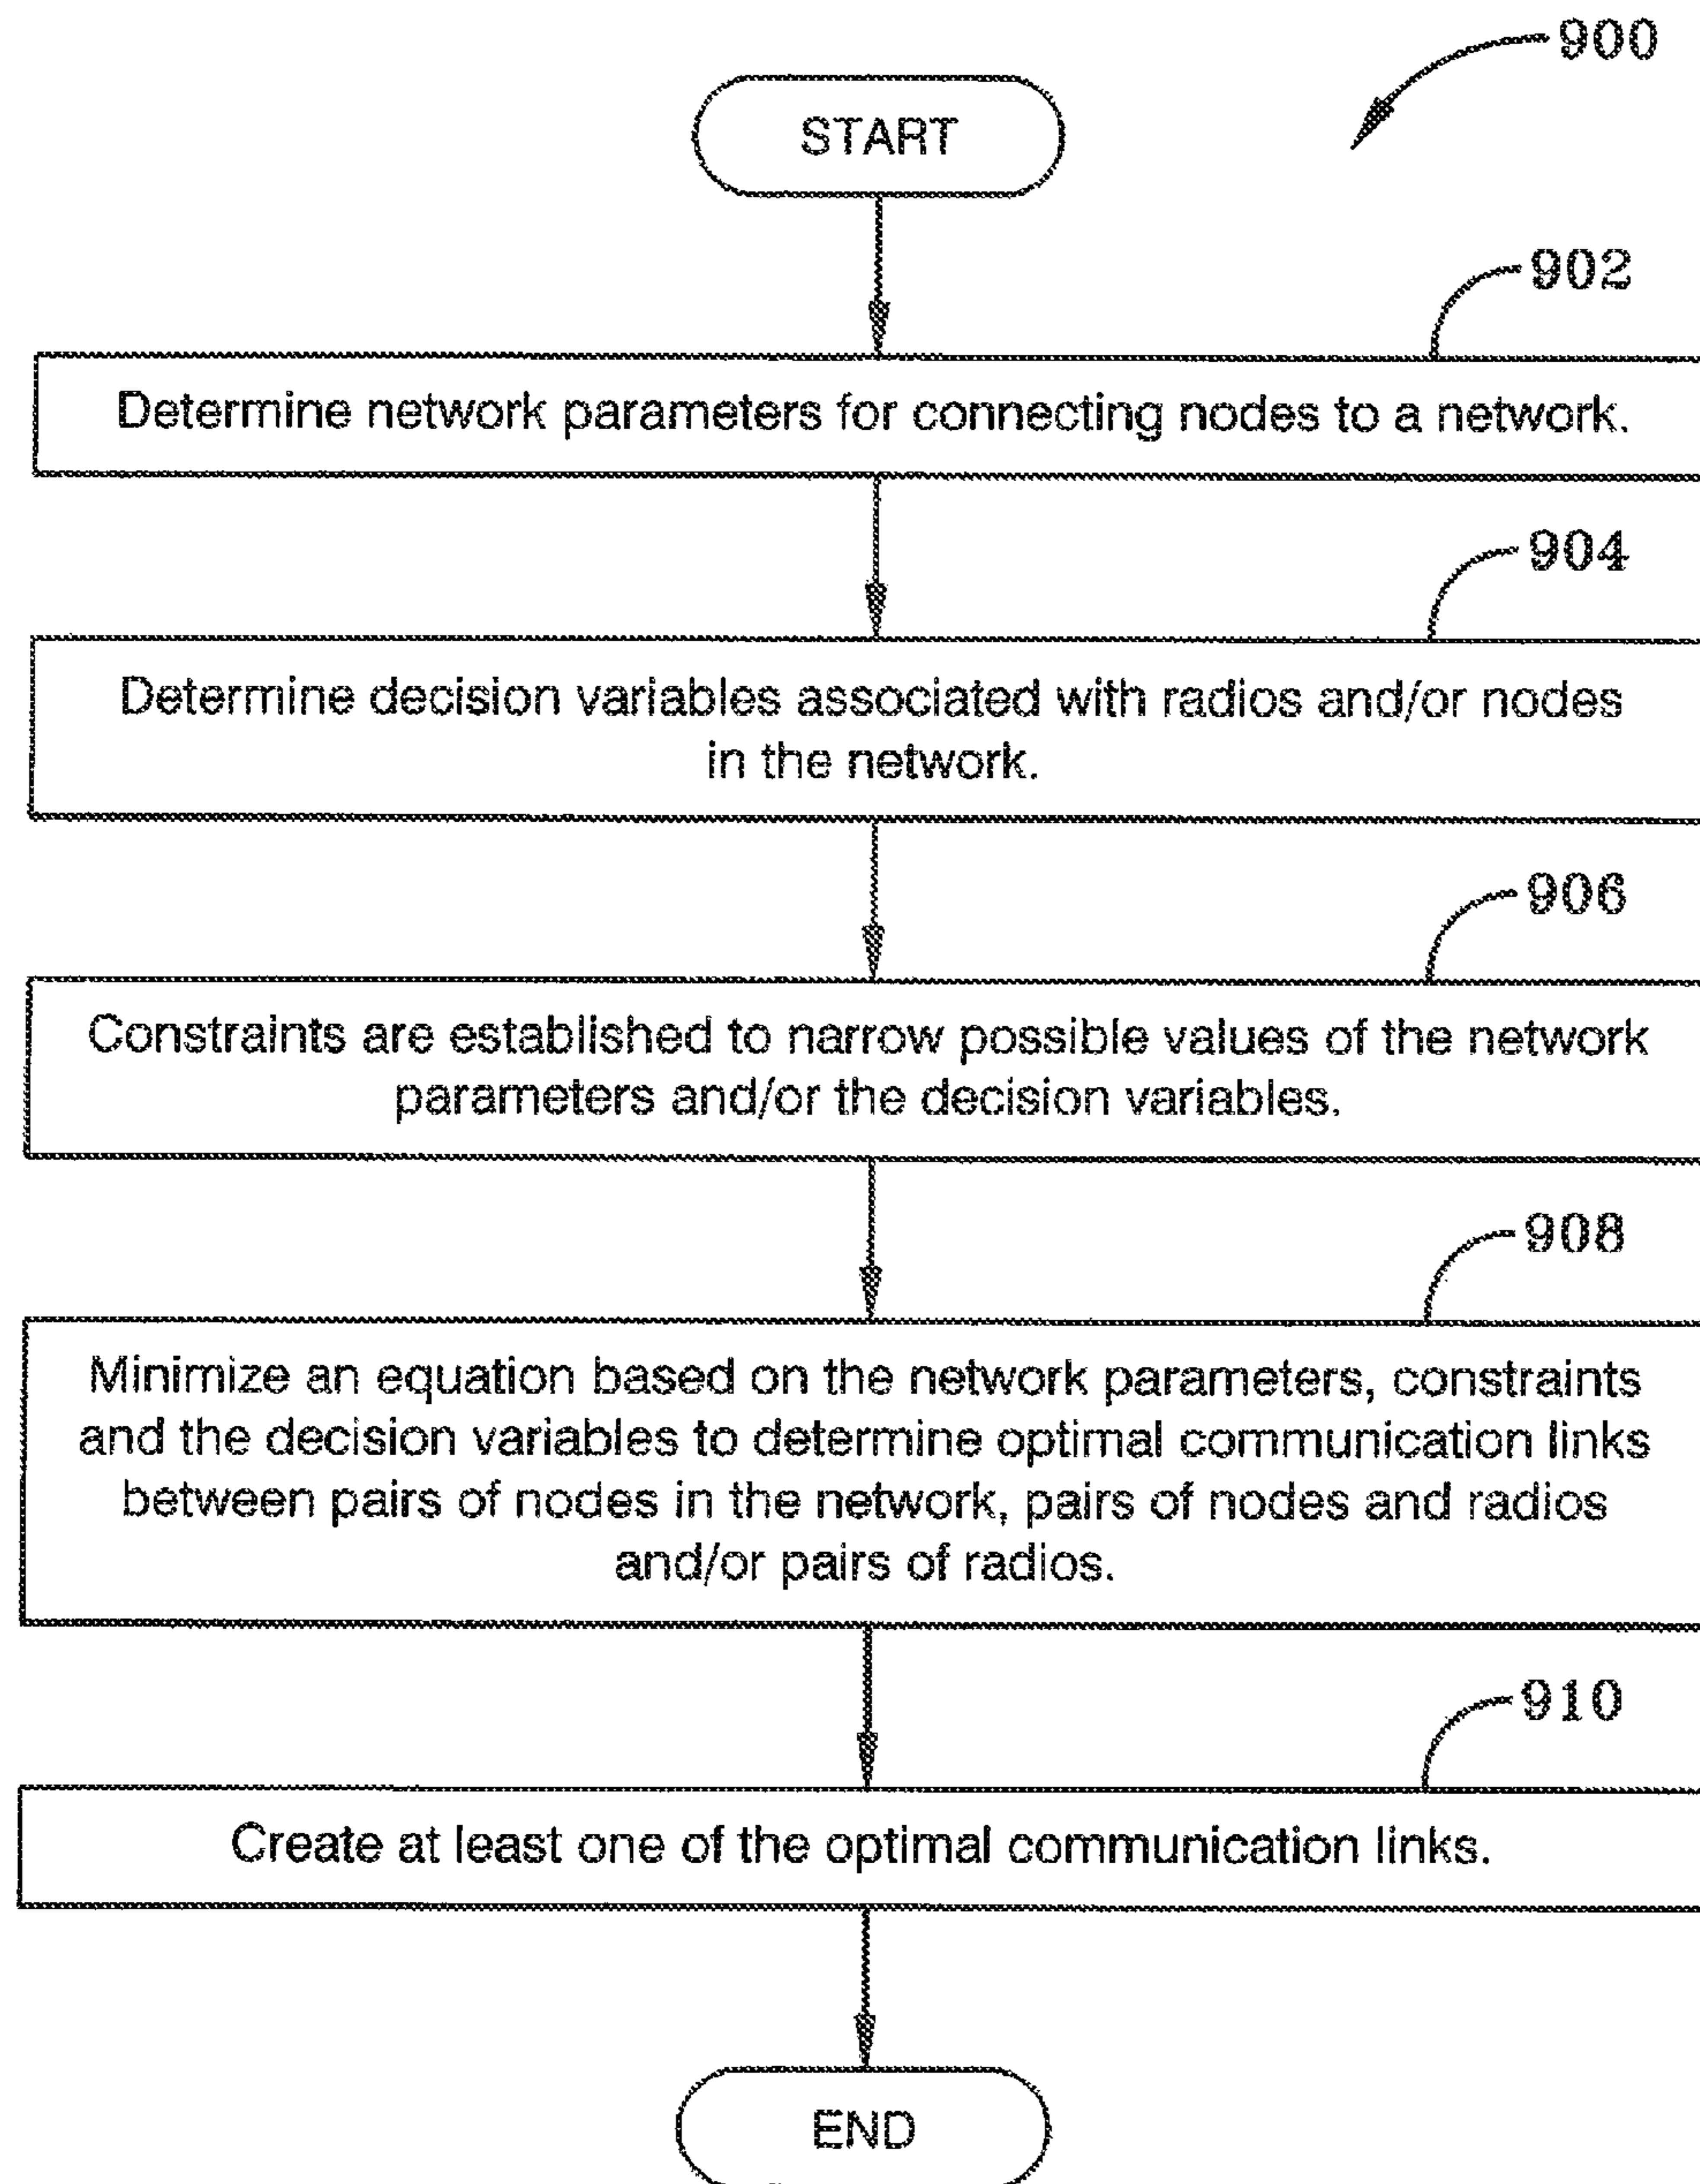 900
START
902
Determine network parameters for connecting nodes to a network.
904
Determine decision variables associated with radios and/or nodes
in the network.
906
Constraints are established to narrow possible values of the network
parameters and/or the decision variables.
908
Minimize an equation based on the network parameters, constraints
and the decision variables to determine optimal communication links
between pairs of nodes in the network, pairs of nodes and radios
and/or pairs of radios.
910
Create at least one of the optimal communication links.
END